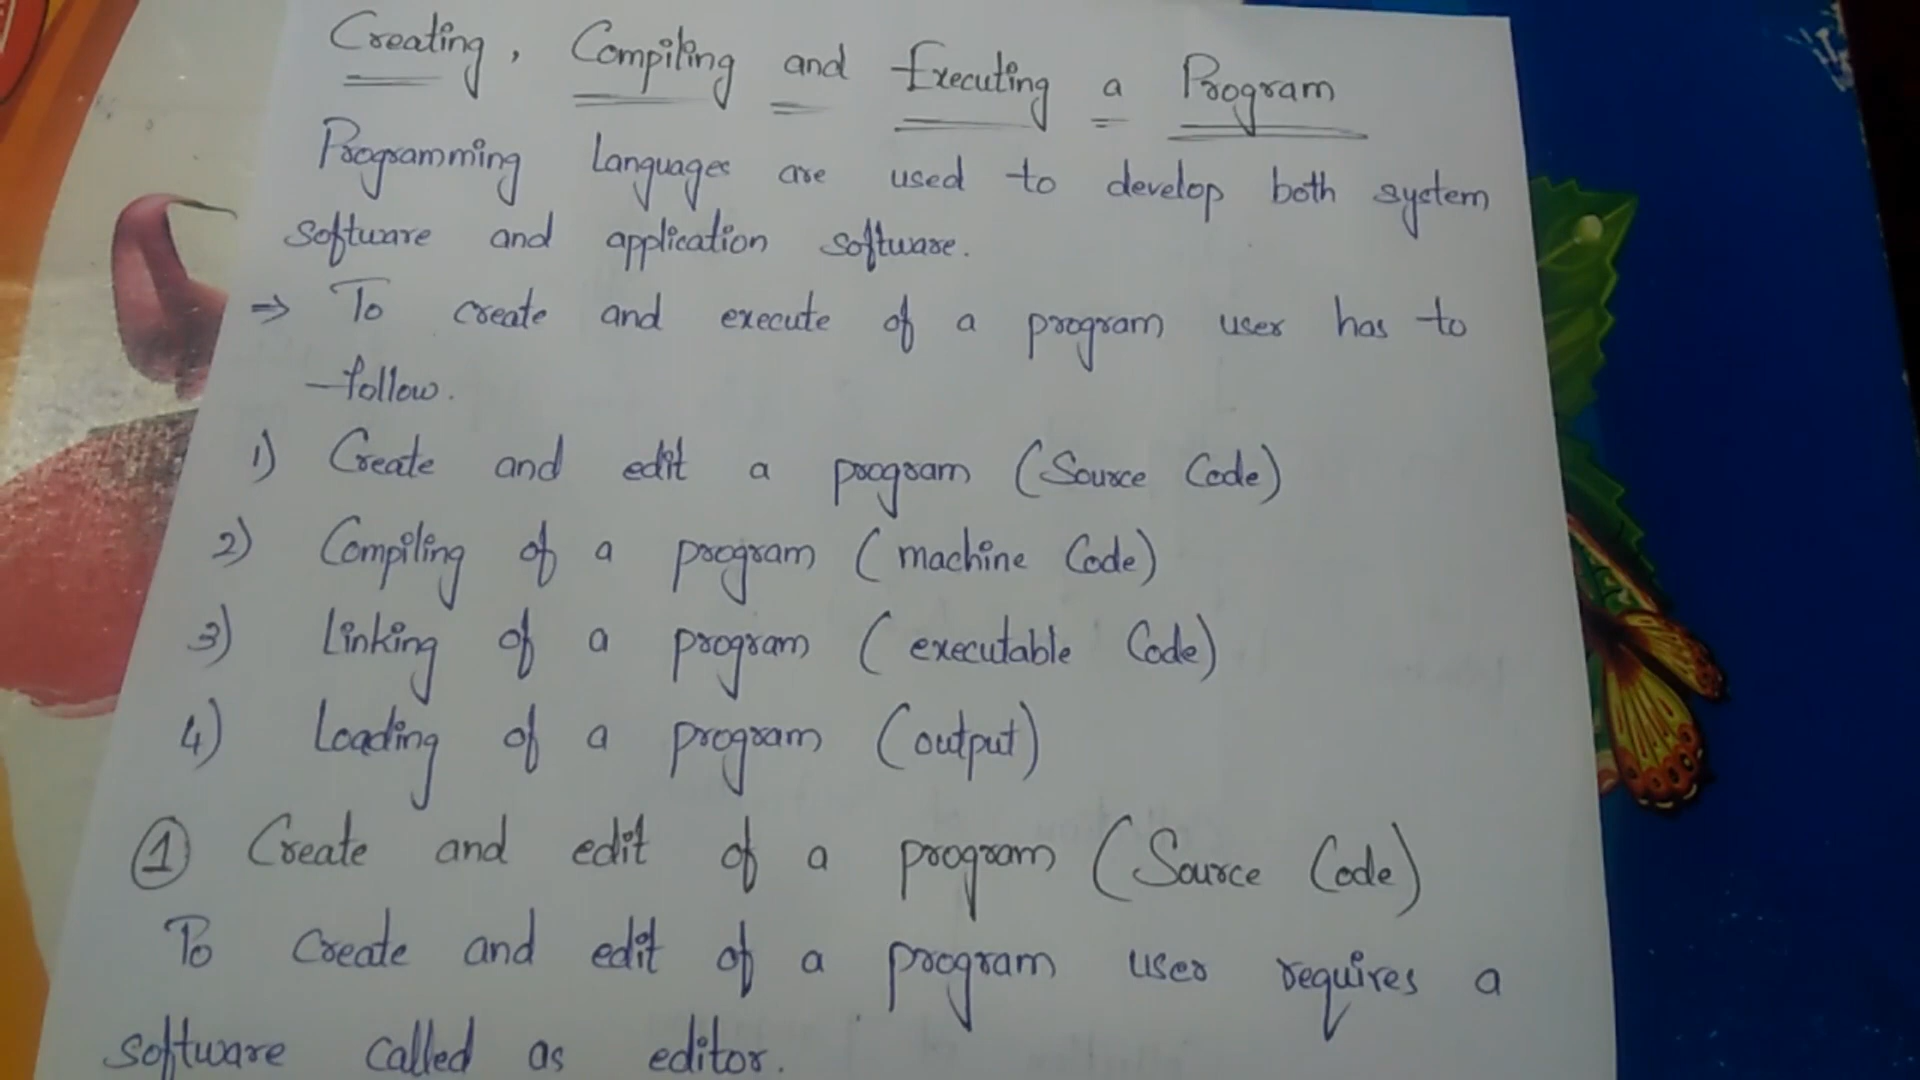 Creating, Compiling and Executing a Program
Programming languages are used to develop both system
software and application software.
⇒ To create and execute of a program user has to
follow.
1) Create and edit a program (Source Code)
2) Compiling of a program (machine Code)
3) Linking of a program (executable Code)
4) Loading of a program (output)
① Create and edit of a program (Source Code)
To create and edit of a program user requires a
software called as editor.